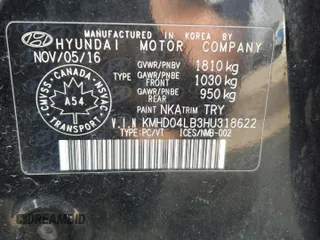 MANUFACTURED IN KOREA BY
HYUNDAI MOTOR COMPANY
NOV/05/16
GVWR/PNBV 1810 kg
TYPE GAWR/PNBE FRONT 1030 kg
GAWR/PNBE REAR 950 kg
CANADA
CMVSS NSVAC
A54
PAINT NKA TRIM TRY
V.I.N KMHD04LB3HU318622
TYPE:PC/VT ICES/NMB-002
© DREAMBID